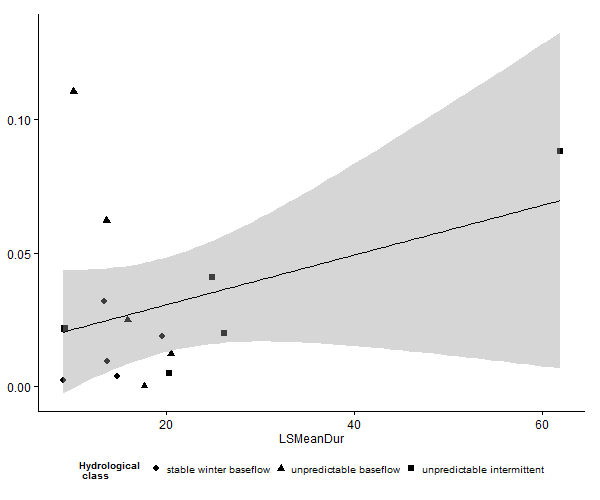 0.10
0.05
0.00
20 40 60
LSMeanDur
Hydrological
class
stable winter baseflow unpredictable baseflow unpredictable intermittent